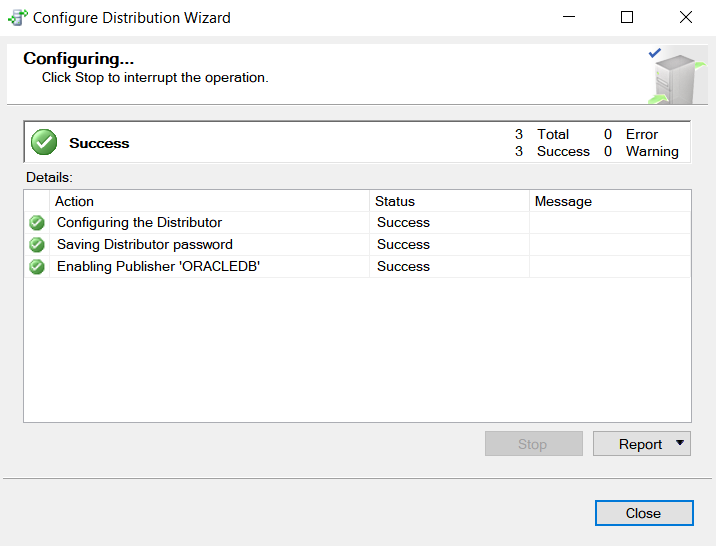 Configure Distribution Wizard
Configuring...
Click Stop to interrupt the operation.
Success
3 Total 0 Error
3 Success 0 Warning
Details:
Action Status Message
Configuring the Distributor Success
Saving Distributor password Success
Enabling Publisher 'ORACLEDB' Success
Stop Report
Close